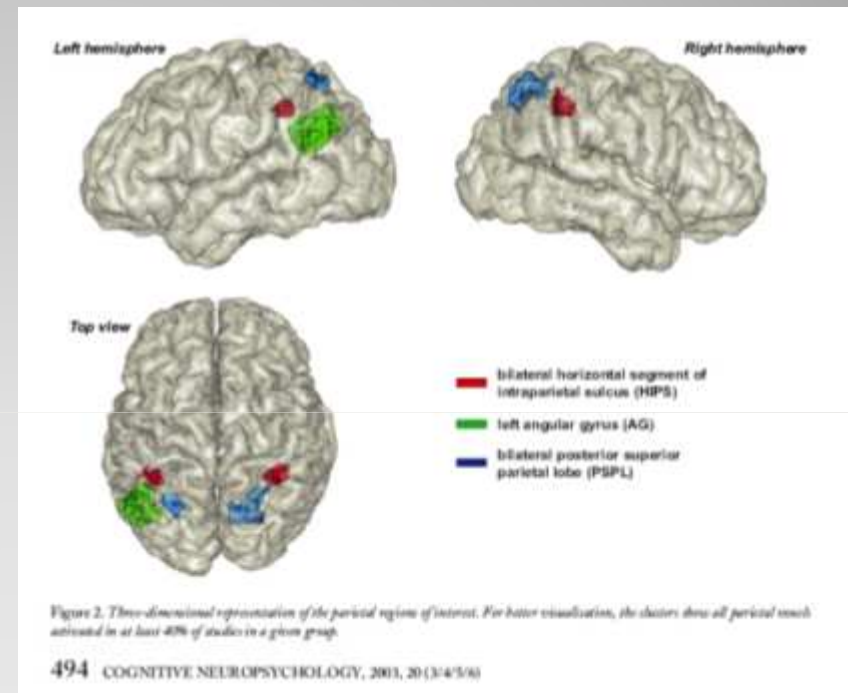 Left hemisphere
Right hemisphere
Top view
bilateral horizontal segment of
intraparietal sulcus (HIPS)
left angular gyrus (AG)
bilateral posterior superior
parietal lobe (PSPL)
Figure 2. Three-dimensional representation of the parietal regions of interest. For better visualisation, the clusters show all parietal voxels
activated in at least 40% of studies in a given group.
494 COGNITIVE NEUROPSYCHOLOGY, 2003, 20 (3/4/5/6)